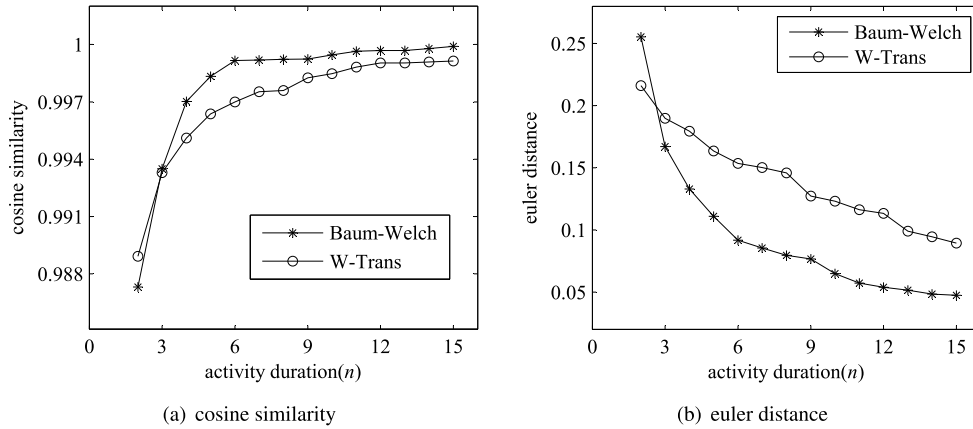 1
0.997
0.994
0.991
0.988
cosine similarity
Baum-Welch
W-Trans
0 3 6 9 12 15
activity duration(n)
(a) cosine similarity
0.25
0.2
0.15
0.1
0.05
euler distance
Baum-Welch
W-Trans
0 3 6 9 12 15
activity duration(n)
(b) euler distance